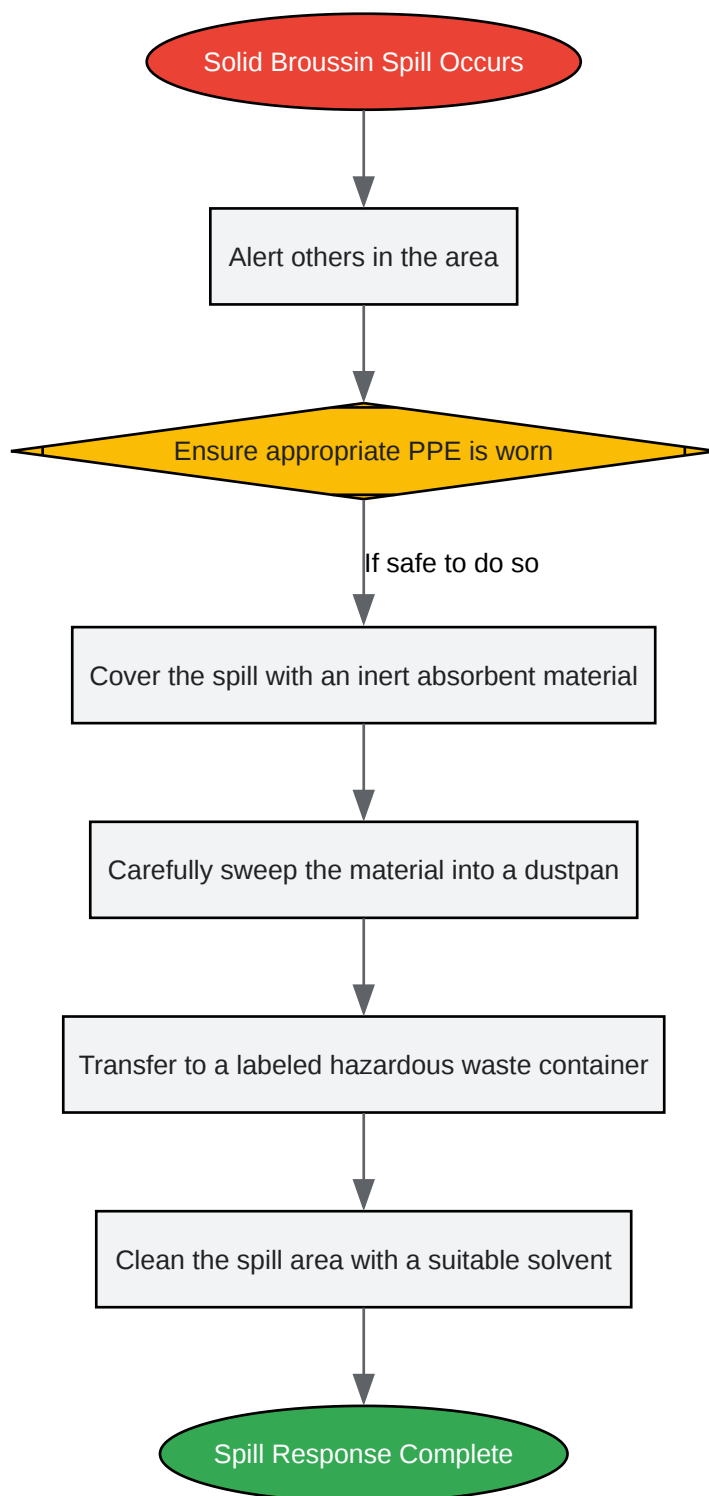 Solid Broussin Spill Occurs
Alert others in the area
Ensure appropriate PPE is worn
If safe to do so
Cover the spill with an inert absorbent material
Carefully sweep the material into a dustpan
Transfer to a labeled hazardous waste container
Clean the spill area with a suitable solvent
Spill Response Complete